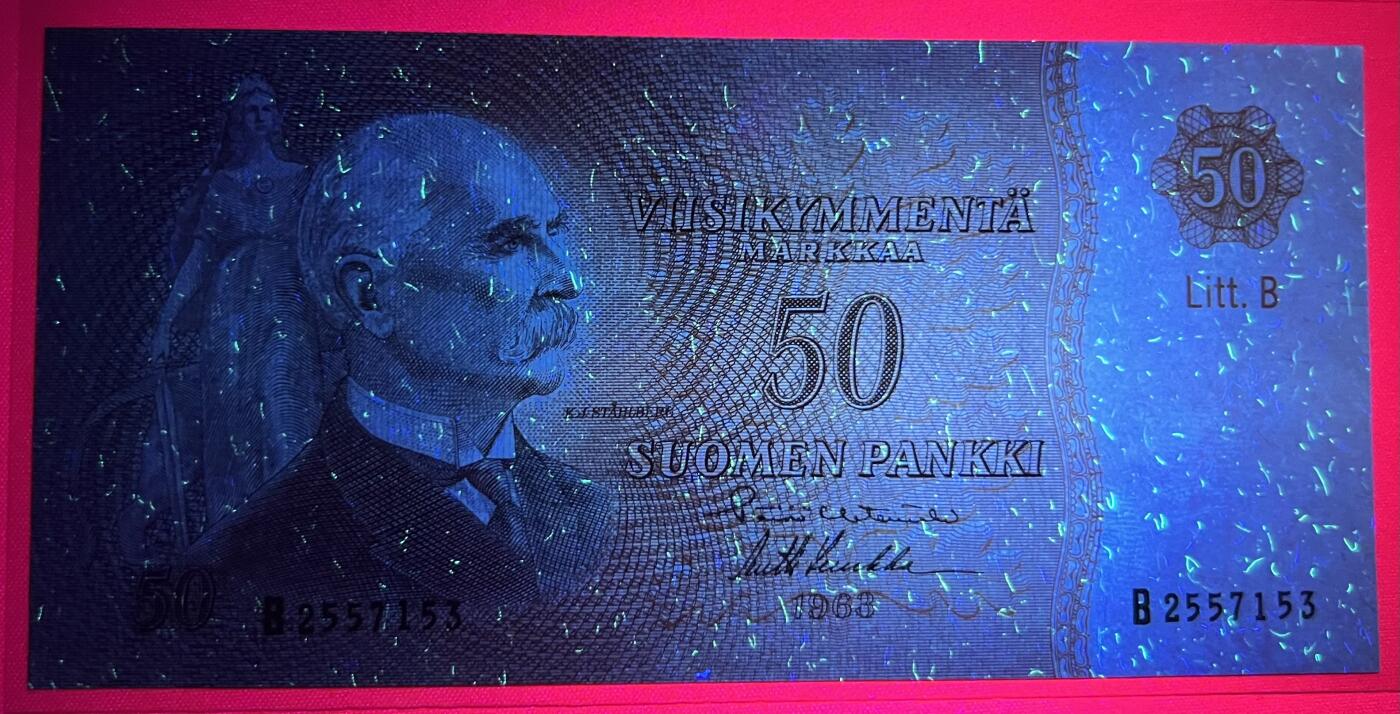 VIISIKYMMENTÄ
MARKKAA
50
K.J.STÅHLBERG
SUOMEN PANKKI
1963
50
B 2557153
50
Litt. B
B 2557153